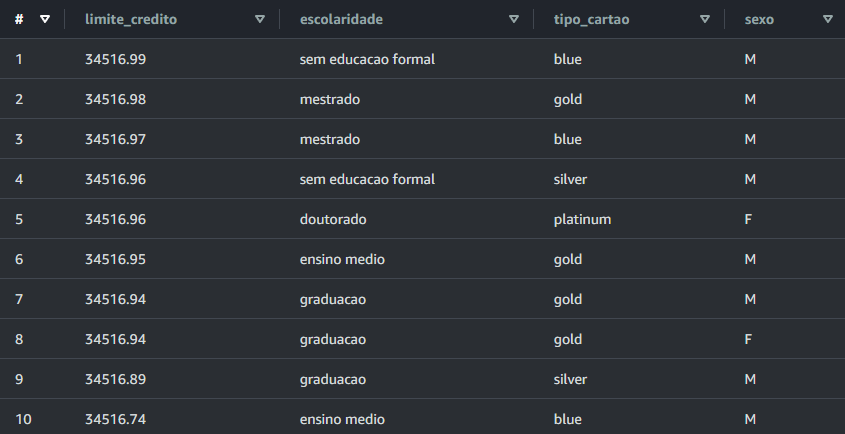 # limite_credito escolaridade tipo_cartao sexo
1 34516.99 sem educacao formal blue M
2 34516.98 mestrado gold M
3 34516.97 mestrado blue M
4 34516.96 sem educacao formal silver M
5 34516.96 doutorado platinum F
6 34516.95 ensino medio gold M
7 34516.94 graduacao gold M
8 34516.94 graduacao gold F
9 34516.89 graduacao silver M
10 34516.74 ensino medio blue M